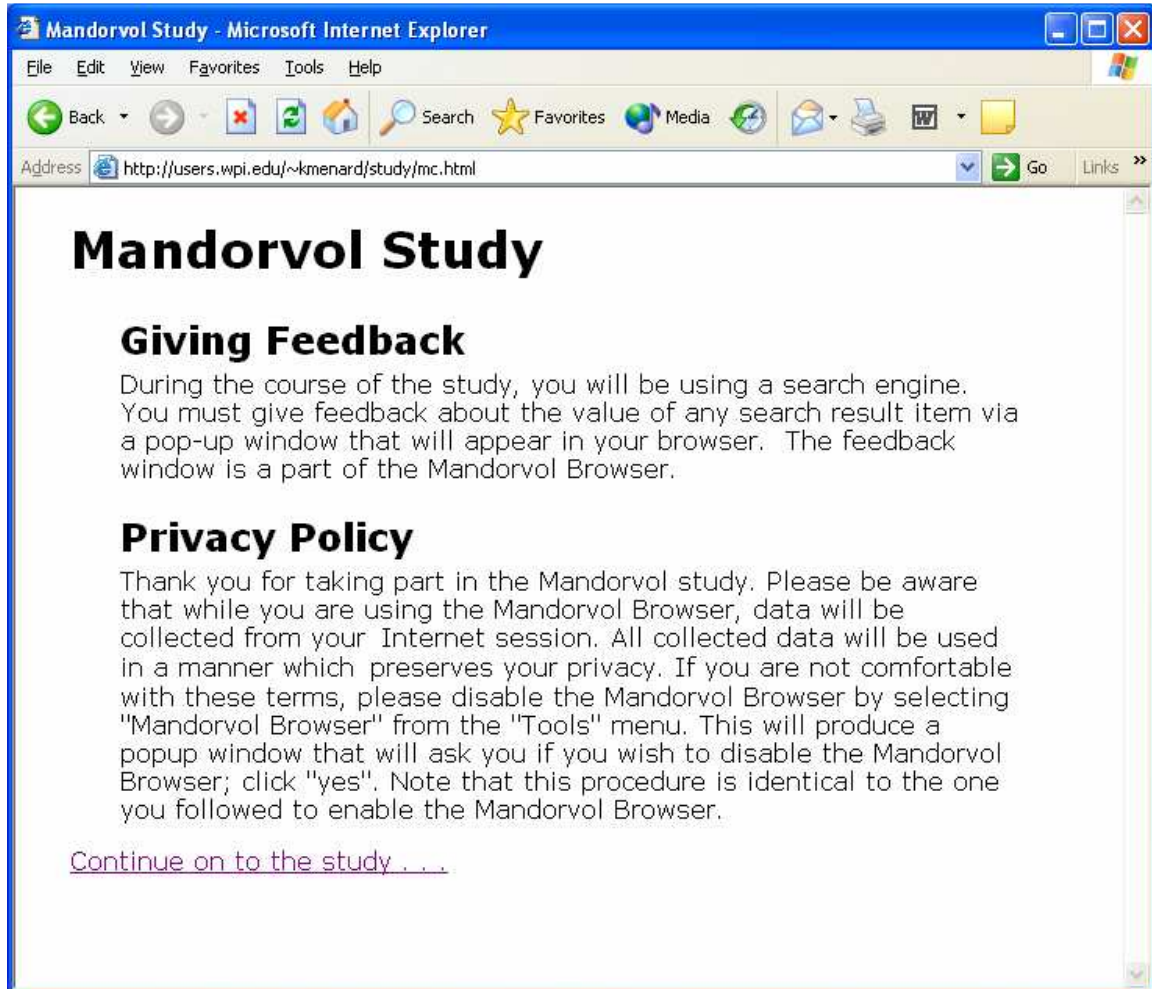 Mandorvol Study - Microsoft Internet Explorer
File Edit View Favorites Tools Help
Back Search Favorites Media
Address http://users.wpi.edu/~kmenard/study/mc.html Go Links »
Mandorvol Study
Giving Feedback
During the course of the study, you will be using a search engine.
You must give feedback about the value of any search result item via
a pop-up window that will appear in your browser. The feedback
window is a part of the Mandorvol Browser.
Privacy Policy
Thank you for taking part in the Mandorvol study. Please be aware
that while you are using the Mandorvol Browser, data will be
collected from your Internet session. All collected data will be used
in a manner which preserves your privacy. If you are not comfortable
with these terms, please disable the Mandorvol Browser by selecting
"Mandorvol Browser" from the "Tools" menu. This will produce a
popup window that will ask you if you wish to disable the Mandorvol
Browser; click "yes". Note that this procedure is identical to the one
you followed to enable the Mandorvol Browser.
Continue on to the study . . .